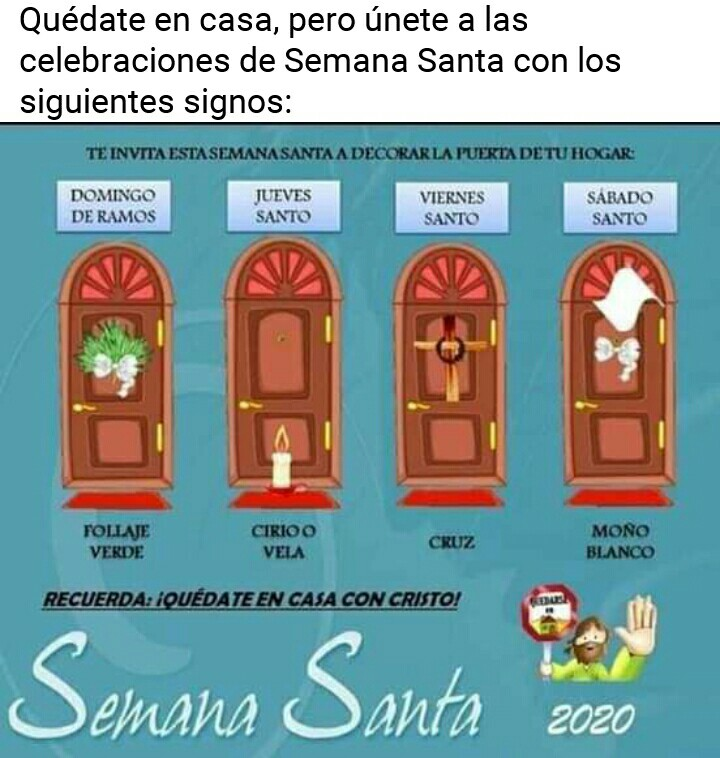 Quédate en casa, pero únete a las
celebraciones de Semana Santa con los
siguientes signos:
TE INVITA ESTA SEMANA SANTA A DECORAR LA PUERTA DE TU HOGAR:
DOMINGO
DE RAMOS
JUEVES
SANTO
VIERNES
SANTO
SÁBADO
SANTO
FOLLAJE
VERDE
CIRIO O
VELA
CRUZ
MOÑO
BLANCO
RECUERDA: ¡QUÉDATE EN CASA CON CRISTO!
QUEDARSE
EN
Semana Santa
2020